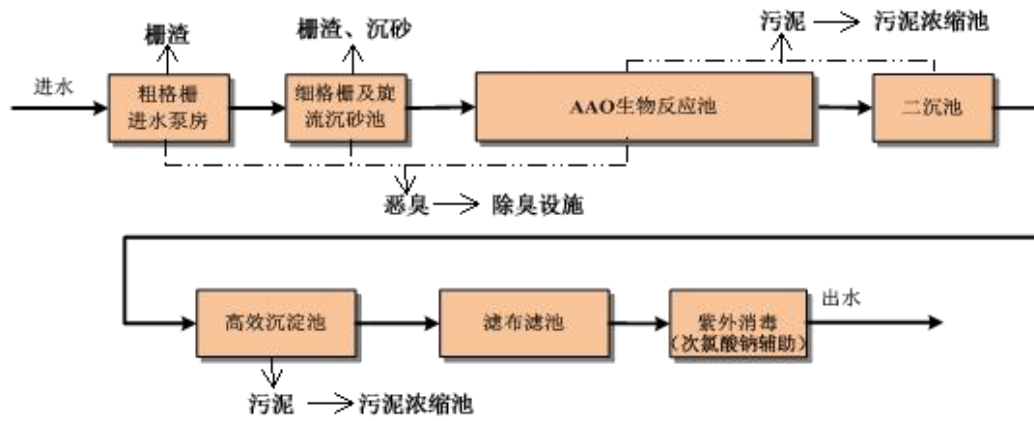 栅渣
栅渣、沉砂
污泥
污泥浓缩池
进水
粗格栅
进水泵房
细格栅及旋
流沉砂池
AAO生物反应池
二沉池
恶臭
除臭设施
高效沉淀池
滤布滤池
紫外消毒
（次氯酸钠辅助）
出水
污泥
污泥浓缩池